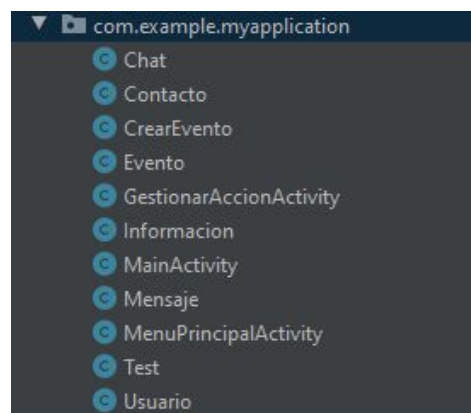 com.example.myapplication
Chat
Contacto
CrearEvento
Evento
GestionarAccionActivity
Informacion
MainActivity
Mensaje
MenuPrincipalActivity
Test
Usuario